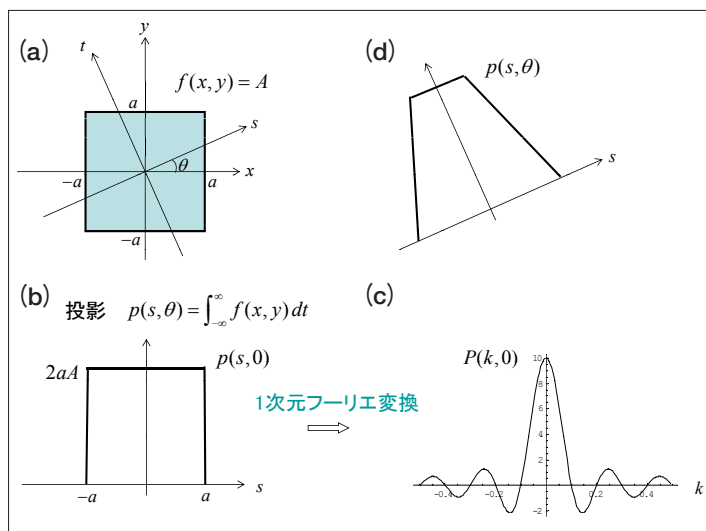 (a)
y
t
f(x, y) = A
a
s
θ
−a
a
x
−a
(d)
p(s,θ)
s
(b) 投影 p(s,θ) = ∫_{−∞}^{∞} f(x, y) dt
2aA
p(s,0)
−a
a
s
1次元フーリエ変換
⇨
(c)
P(k,0)
10
8
6
4
2
-0.4
-0.2
0.2
0.4
k
-2